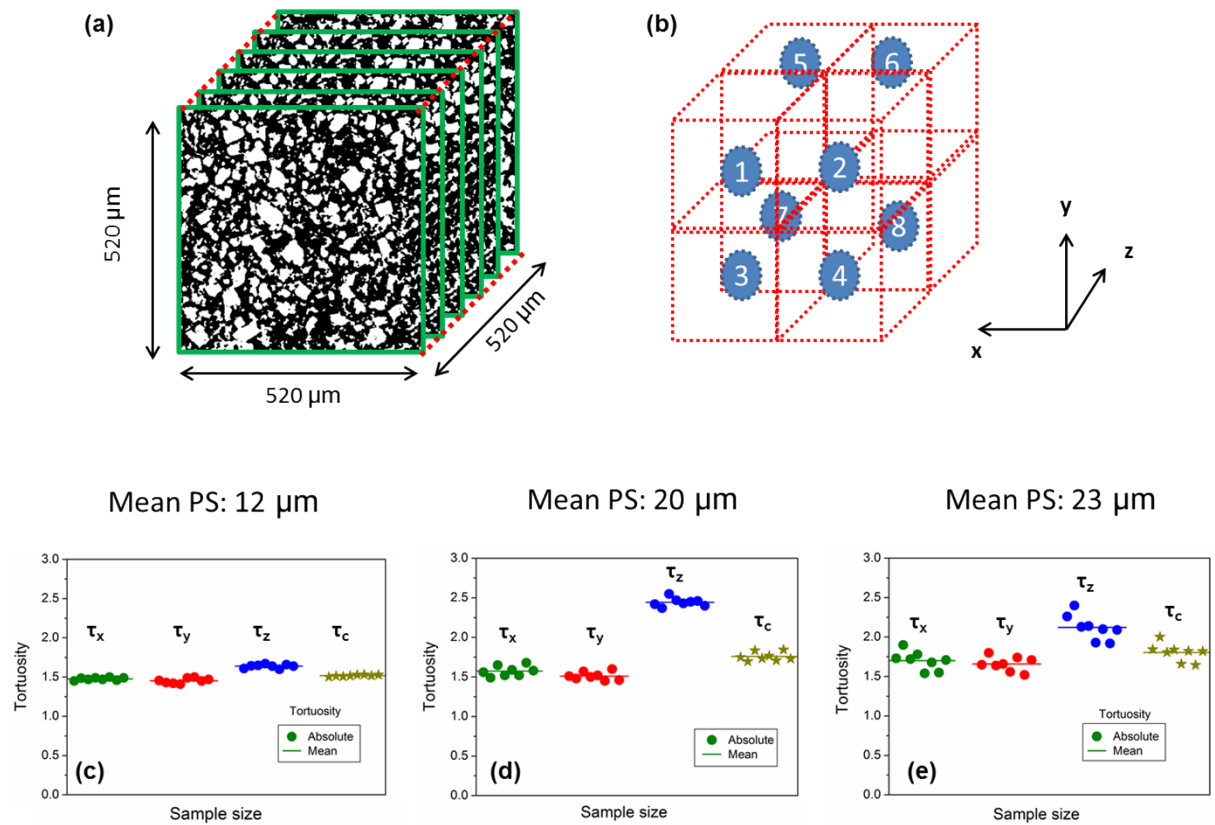 (a)
(b)
520 µm
520 µm
520 µm
5
6
1
2
7
8
3
4
y
z
x
Mean PS: 12 µm
Mean PS: 20 µm
Mean PS: 23 µm
3.0
2.5
2.0
1.5
1.0
0.5
0.0
Tortuosity
τx
τy
τz
τc
Tortuosity
Absolute
Mean
(c)
Sample size
3.0
2.5
2.0
1.5
1.0
0.5
0.0
Tortuosity
τx
τy
τz
τc
Absolute
Mean
(d)
Sample size
3.0
2.5
2.0
1.5
1.0
0.5
0.0
Tortuosity
τx
τy
τz
τc
Tortuosity
Absolute
Mean
(e)
Sample size